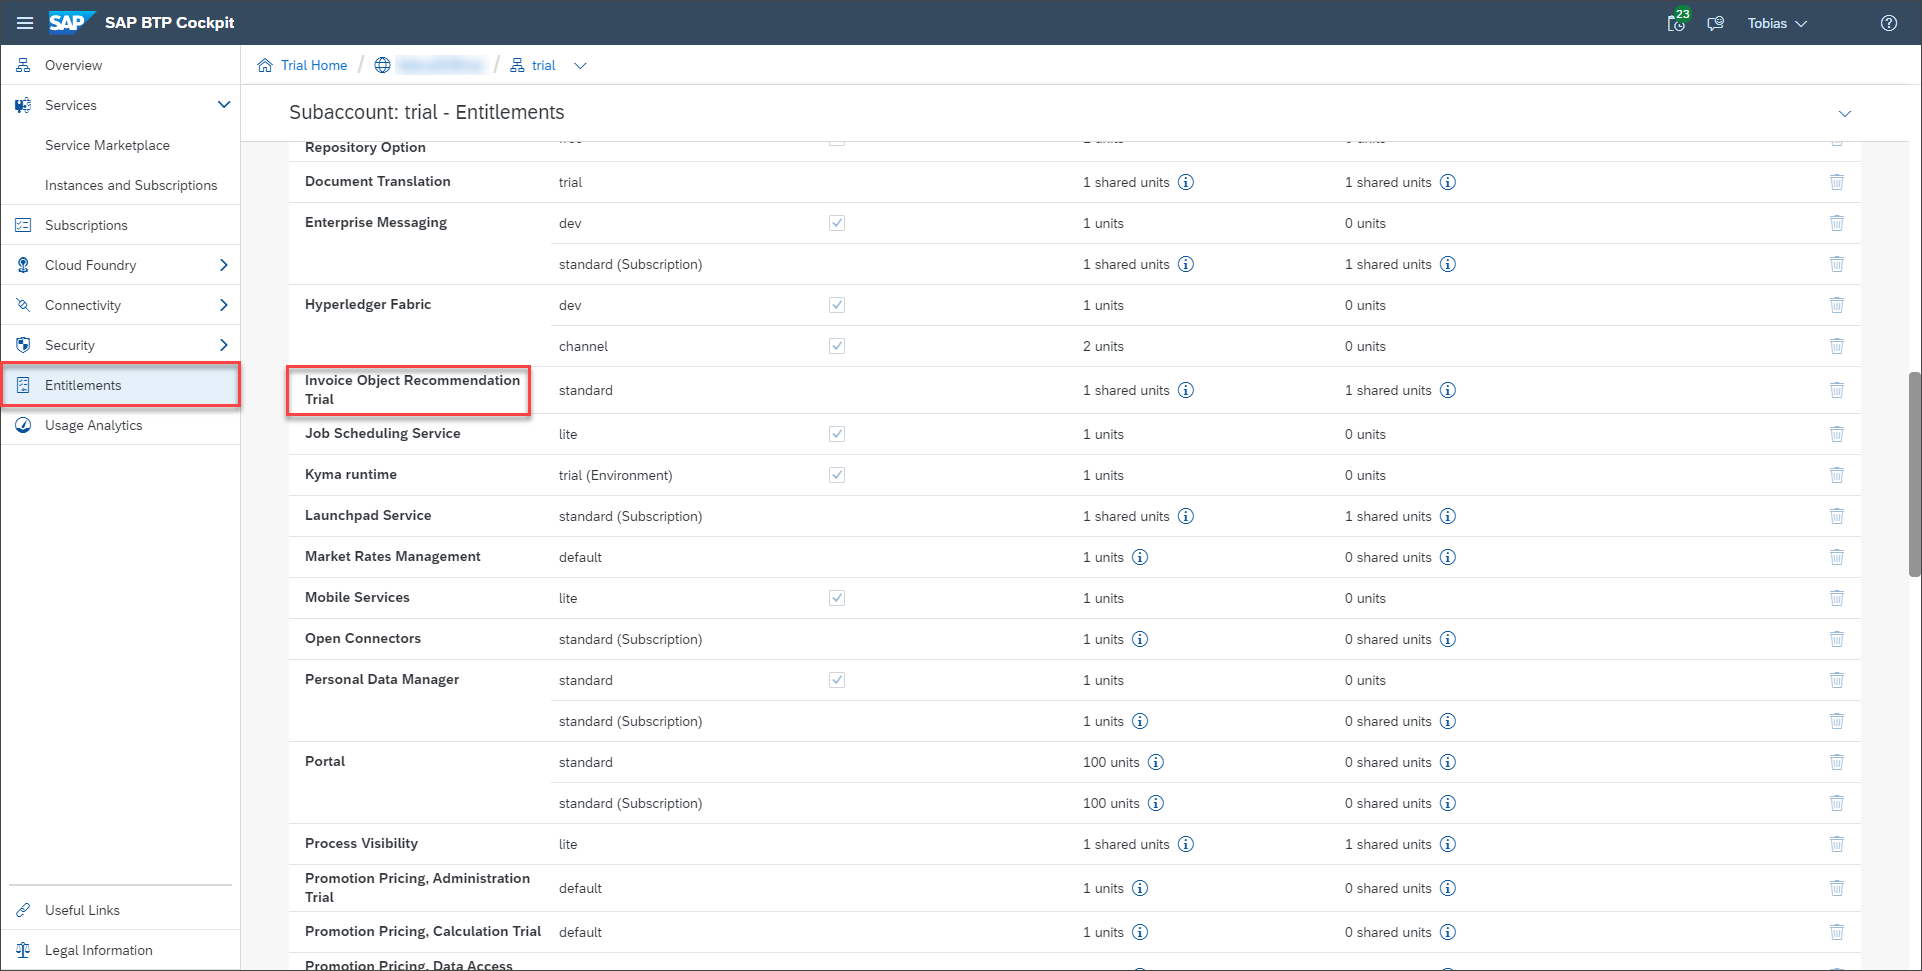 SAP SAP BTP Cockpit 23 Tobias
Overview
Services
Service Marketplace
Instances and Subscriptions
Subscriptions
Cloud Foundry
Connectivity
Security
Entitlements
Usage Analytics
Useful Links
Legal Information
Trial Home / / trial
Subaccount: trial - Entitlements
Repository Option
Document Translation trial 1 shared units 1 shared units
Enterprise Messaging dev 1 units 0 units
standard (Subscription) 1 shared units 1 shared units
Hyperledger Fabric dev 1 units 0 units
channel 2 units 0 units
Invoice Object Recommendation
Trial standard 1 shared units 1 shared units
Job Scheduling Service lite 1 units 0 units
Kyma runtime trial (Environment) 1 units 0 units
Launchpad Service standard (Subscription) 1 shared units 1 shared units
Market Rates Management default 1 units 0 shared units
Mobile Services lite 1 units 0 units
Open Connectors standard (Subscription) 1 units 0 shared units
Personal Data Manager standard 1 units 0 units
standard (Subscription) 1 units 0 shared units
Portal standard 100 units 0 shared units
standard (Subscription) 100 units 0 shared units
Process Visibility lite 1 shared units 1 shared units
Promotion Pricing, Administration
Trial default 1 units 0 shared units
Promotion Pricing, Calculation Trial default 1 units 0 shared units
Promotion Pricing, Data Access